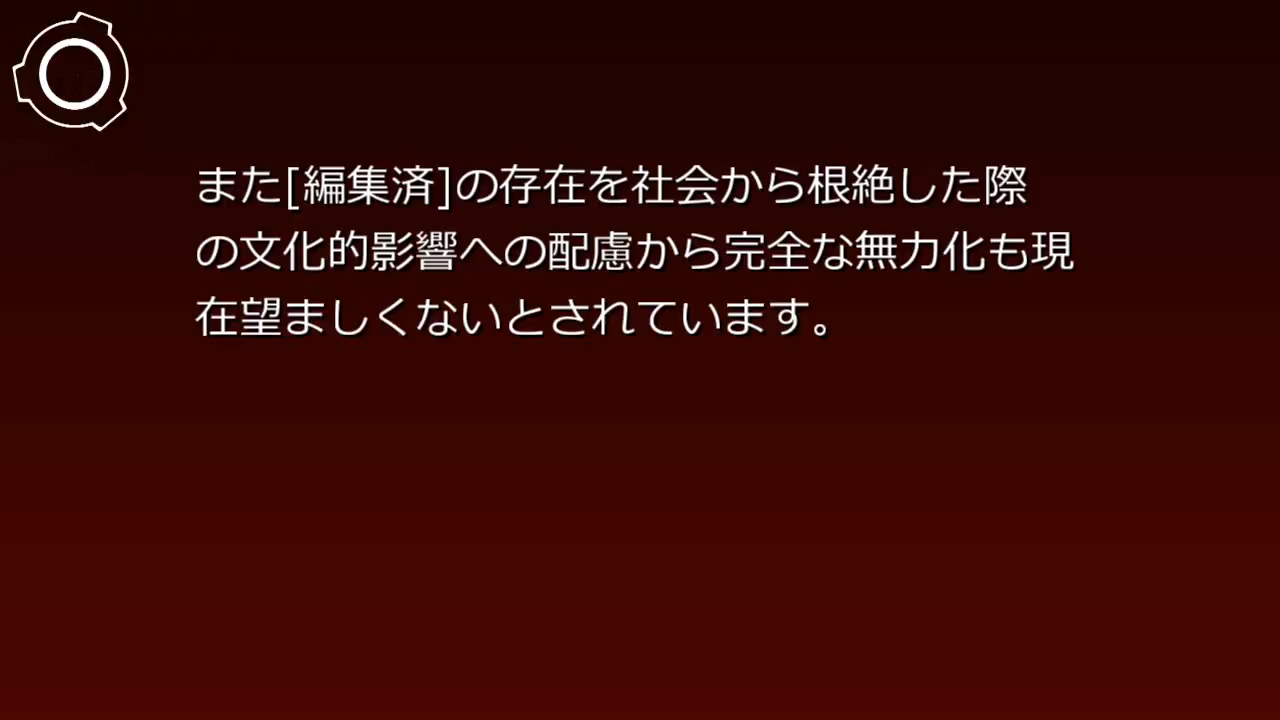 また[編集済]の存在を社会から根絶した際
の文化的影響への配慮から完全な無力化も現
在望ましくないとされています。